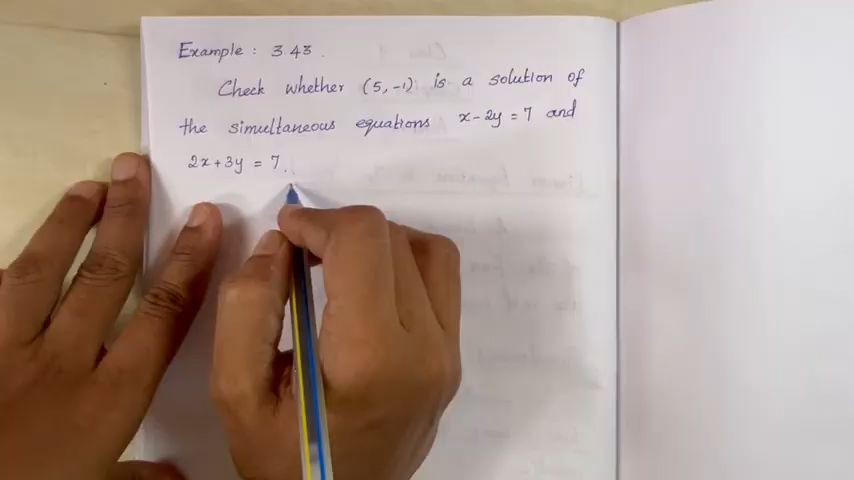 Example : 3.43.
Check whether (5, -1) is a solution of
the simultaneous equations x - 2y = 7 and
2x + 3y = 7.